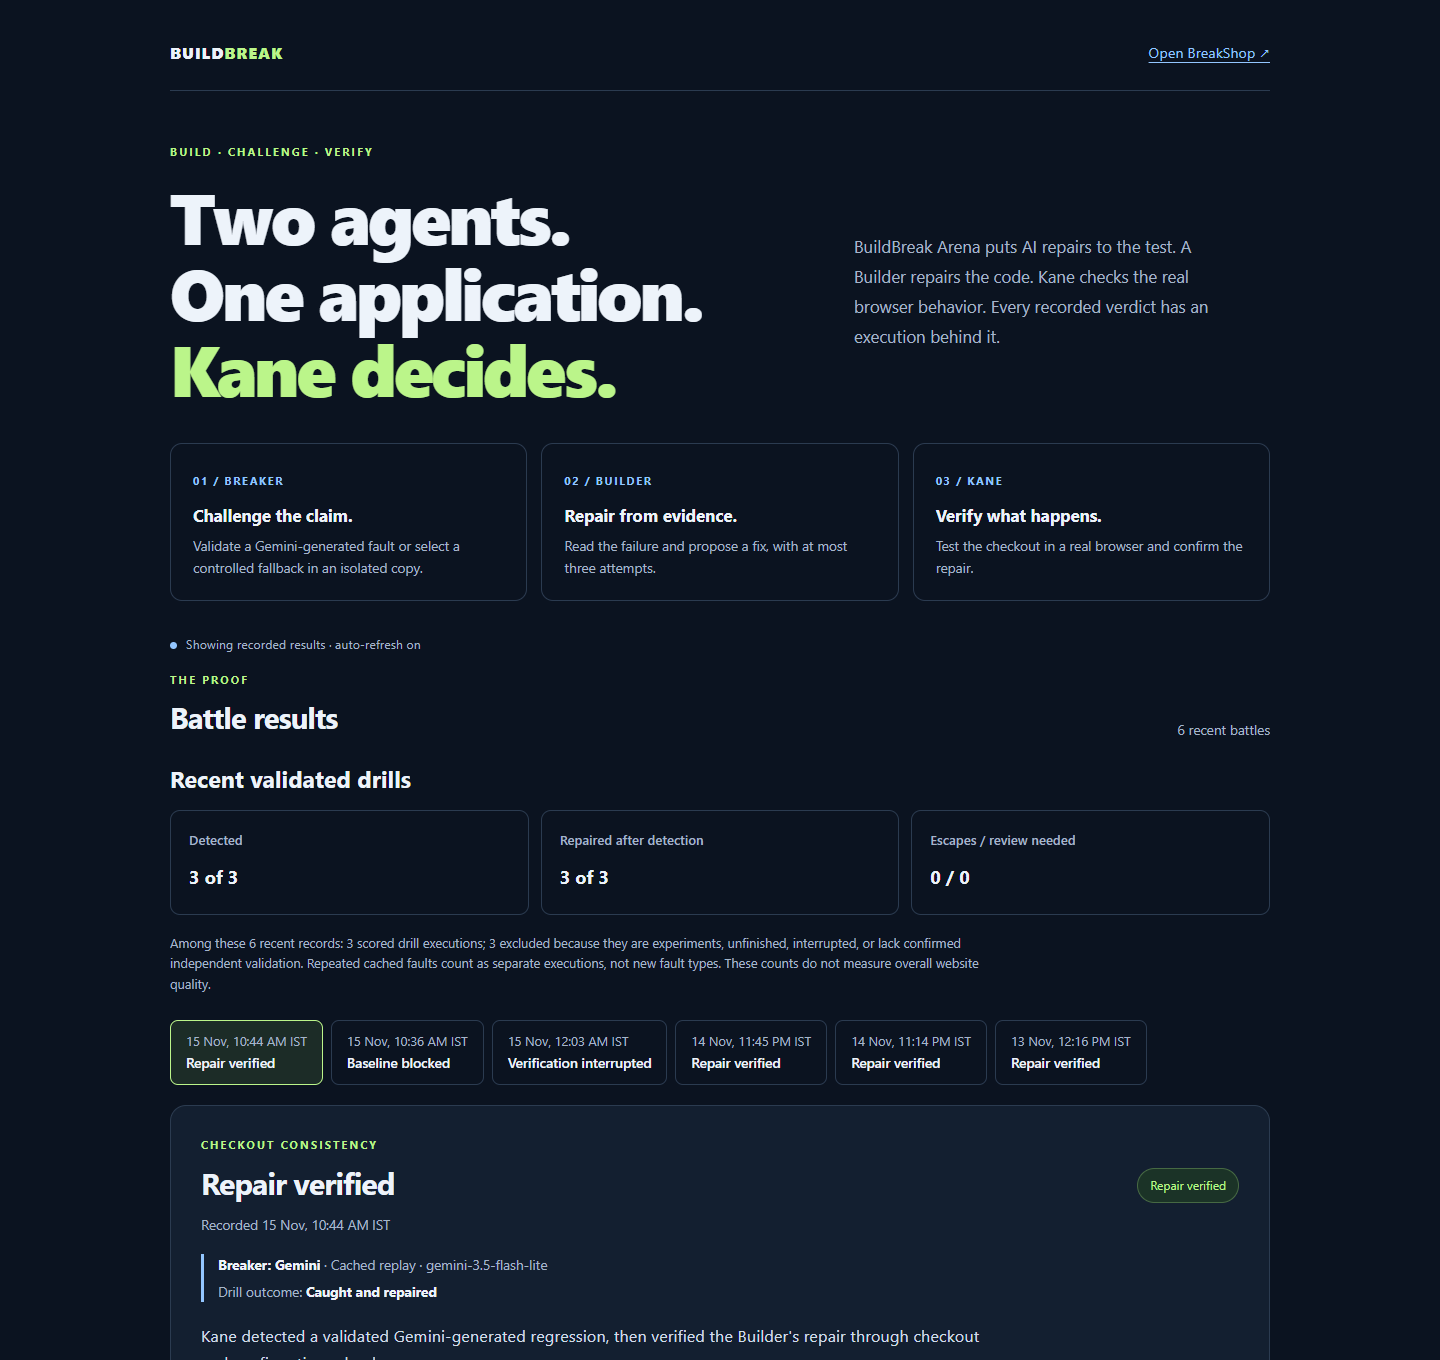 BUILDBREAK
Open BreakShop ↗
BUILD · CHALLENGE · VERIFY
Two agents.
One application.
Kane decides.
BuildBreak Arena puts AI repairs to the test. A
Builder repairs the code. Kane checks the real
browser behavior. Every recorded verdict has an
execution behind it.
01 / BREAKER
Challenge the claim.
Validate a Gemini-generated fault or select a
controlled fallback in an isolated copy.
02 / BUILDER
Repair from evidence.
Read the failure and propose a fix, with at most
three attempts.
03 / KANE
Verify what happens.
Test the checkout in a real browser and confirm the
repair.
Showing recorded results · auto-refresh on
THE PROOF
Battle results
6 recent battles
Recent validated drills
Detected
3 of 3
Repaired after detection
3 of 3
Escapes / review needed
0 / 0
Among these 6 recent records: 3 scored drill executions; 3 excluded because they are experiments, unfinished, interrupted, or lack confirmed
independent validation. Repeated cached faults count as separate executions, not new fault types. These counts do not measure overall website
quality.
15 Nov, 10:44 AM IST
Repair verified
15 Nov, 10:36 AM IST
Baseline blocked
15 Nov, 12:03 AM IST
Verification interrupted
14 Nov, 11:45 PM IST
Repair verified
14 Nov, 11:14 PM IST
Repair verified
13 Nov, 12:16 PM IST
Repair verified
CHECKOUT CONSISTENCY
Repair verified
Repair verified
Recorded 15 Nov, 10:44 AM IST
Breaker: Gemini · Cached replay · gemini-3.5-flash-lite
Drill outcome: Caught and repaired
Kane detected a validated Gemini-generated regression, then verified the Builder's repair through checkout